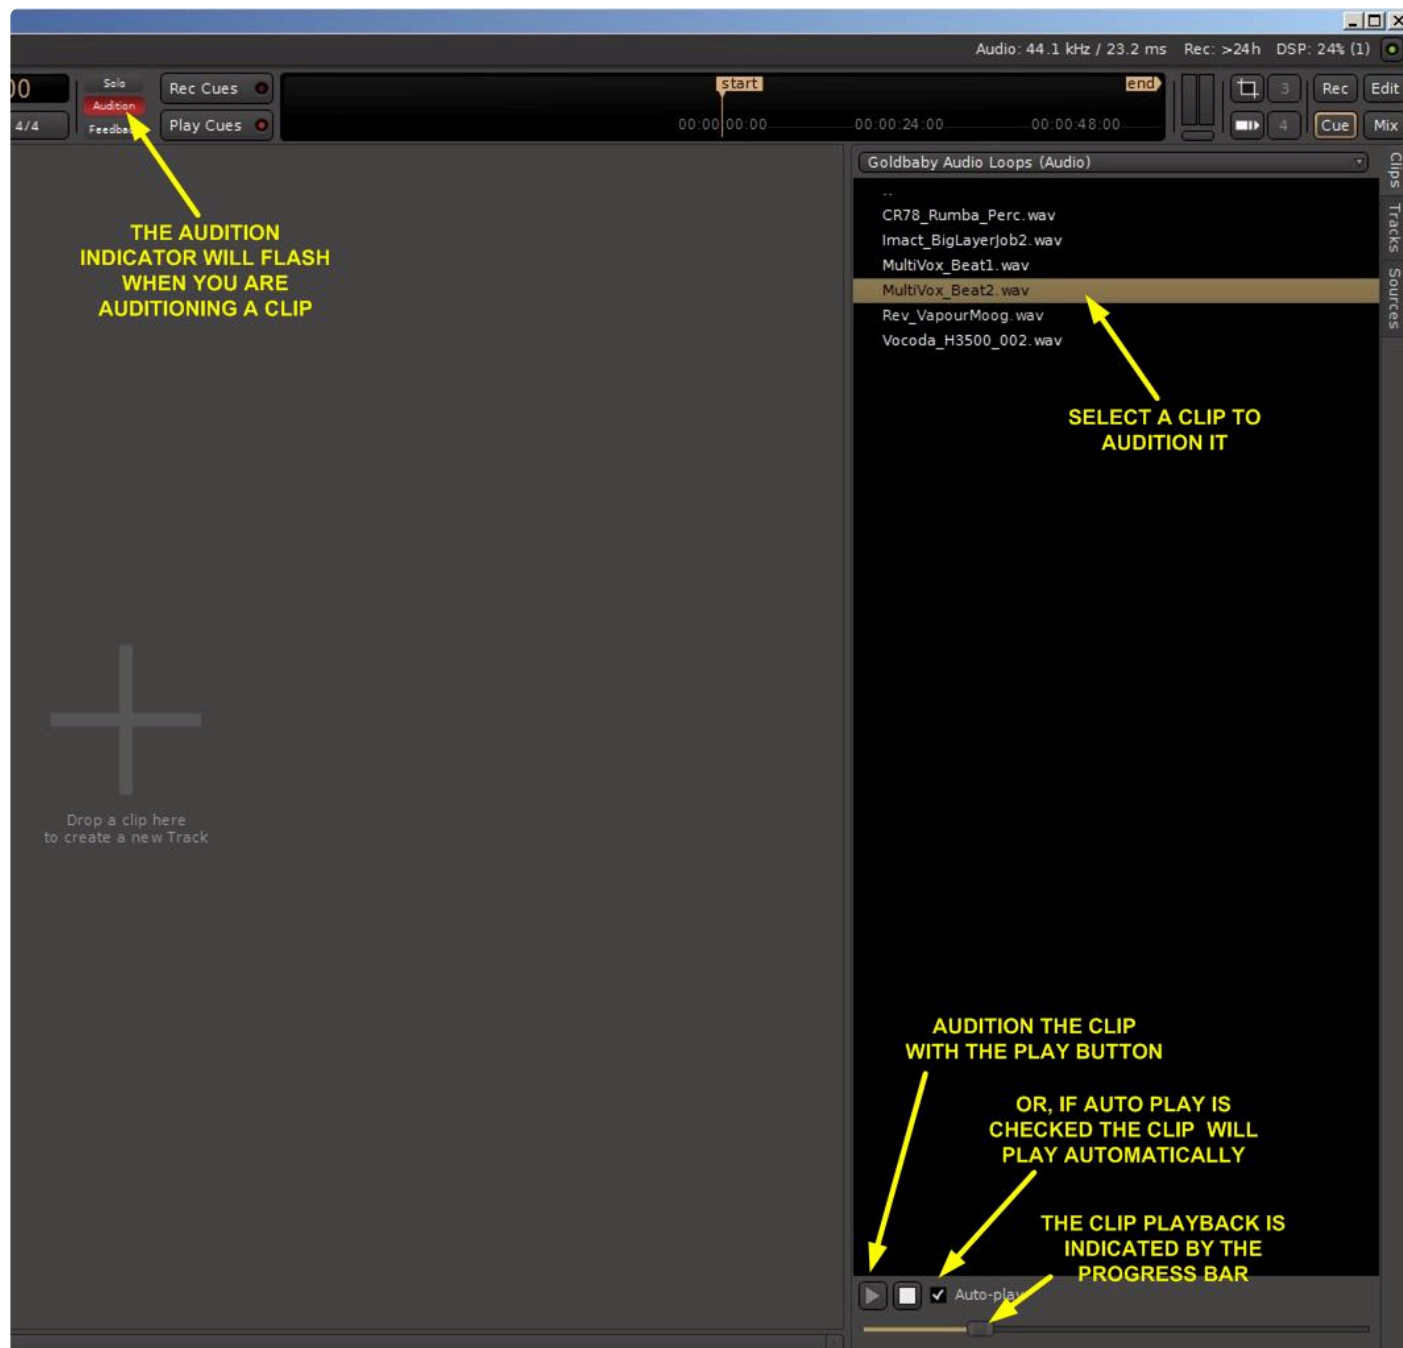 Audio: 44.1 kHz / 23.2 ms Rec: >24h DSP: 24% (1)
00 Solo Rec Cues start end 3 Rec Edit
Audition
4/4 Feedba Play Cues 00:00:00:00 00:00:24:00 00:00:48:00 4 Cue Mix
Goldbaby Audio Loops (Audio)
Clips
Tracks
Sources
..
CR78_Rumba_Perc.wav
Imact_BigLayerJob2.wav
MultiVox_Beat1.wav
MultiVox_Beat2.wav
Rev_VapourMoog.wav
Vocoda_H3500_002.wav
THE AUDITION
INDICATOR WILL FLASH
WHEN YOU ARE
AUDITIONING A CLIP
SELECT A CLIP TO
AUDITION IT
Drop a clip here
to create a new Track
AUDITION THE CLIP
WITH THE PLAY BUTTON
OR, IF AUTO PLAY IS
CHECKED THE CLIP WILL
PLAY AUTOMATICALLY
THE CLIP PLAYBACK IS
INDICATED BY THE
PROGRESS BAR
Auto-play